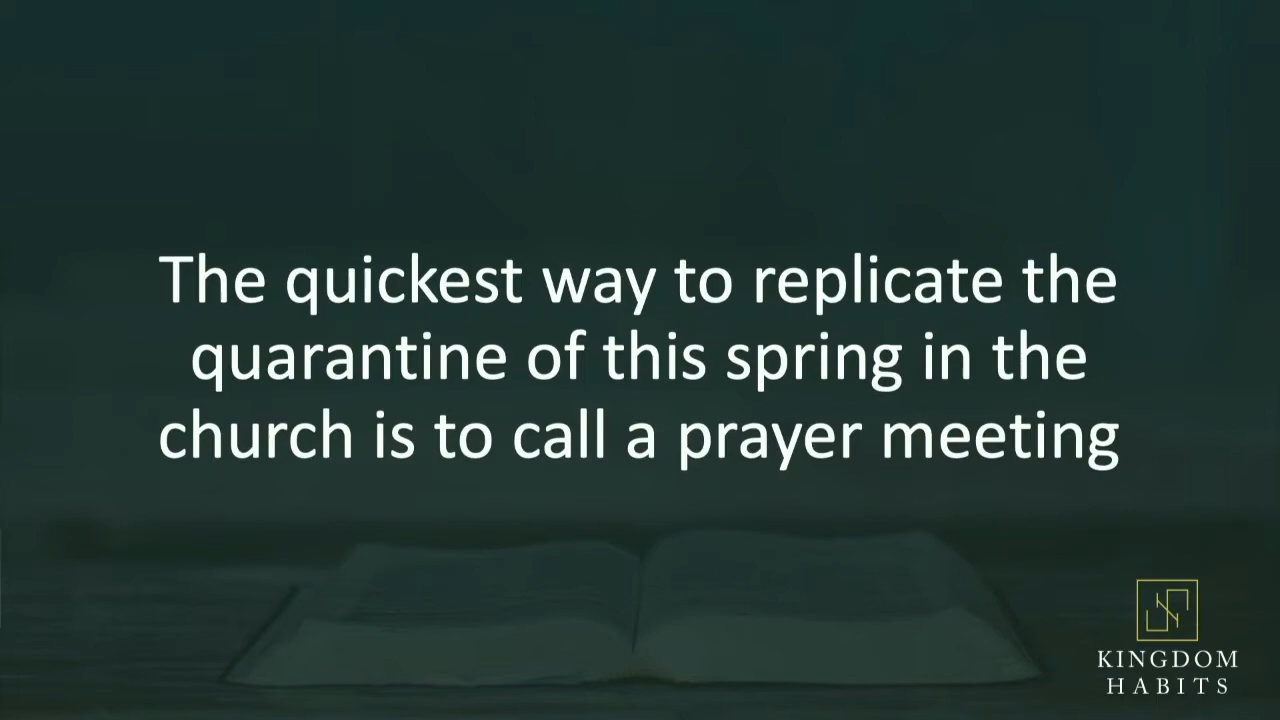 The quickest way to replicate the
quarantine of this spring in the
church is to call a prayer meeting
KINGDOM
HABITS